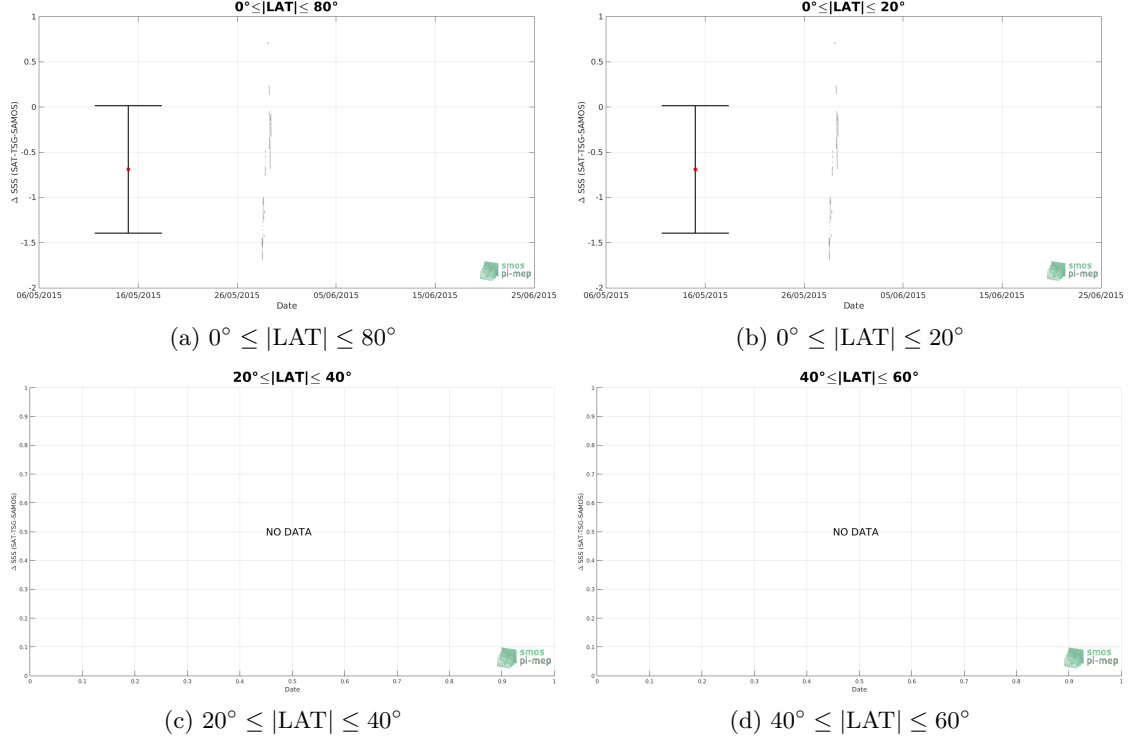 0°≤|LAT|≤ 80°
1
0.5
0
-0.5
-1
-1.5
-2
Δ SSS (SAT-TSG-SAMOS)
06/05/2015 16/05/2015 26/05/2015 05/06/2015 15/06/2015 25/06/2015
Date
smos
pi-mep
(a) 0° ≤ |LAT| ≤ 80°
0°≤|LAT|≤ 20°
1
0.5
0
-0.5
-1
-1.5
-2
Δ SSS (SAT-TSG-SAMOS)
06/05/2015 16/05/2015 26/05/2015 05/06/2015 15/06/2015 25/06/2015
Date
smos
pi-mep
(b) 0° ≤ |LAT| ≤ 20°
20°≤|LAT|≤ 40°
1
0.9
0.8
0.7
0.6
0.5
0.4
0.3
0.2
0.1
0
Δ SSS (SAT-TSG-SAMOS)
NO DATA
0 0.1 0.2 0.3 0.4 0.5 0.6 0.7 0.8 0.9 1
Date
smos
pi-mep
(c) 20° ≤ |LAT| ≤ 40°
40°≤|LAT|≤ 60°
1
0.9
0.8
0.7
0.6
0.5
0.4
0.3
0.2
0.1
0
Δ SSS (SAT-TSG-SAMOS)
NO DATA
0 0.1 0.2 0.3 0.4 0.5 0.6 0.7 0.8 0.9 1
Date
smos
pi-mep
(d) 40° ≤ |LAT| ≤ 60°